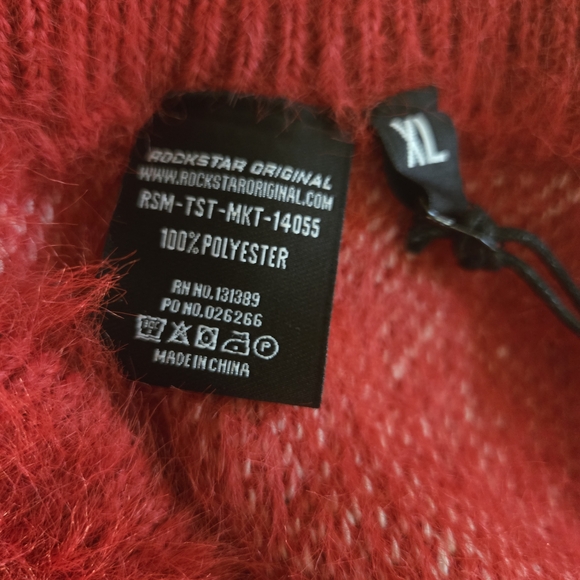 ROCKSTAR ORIGINAL
WWW.ROCKSTARORIGINAL.COM
RSM-TST-MKT-14055
100% POLYESTER
RN NO.131389
PO NO.026266
MADE IN CHINA
XL